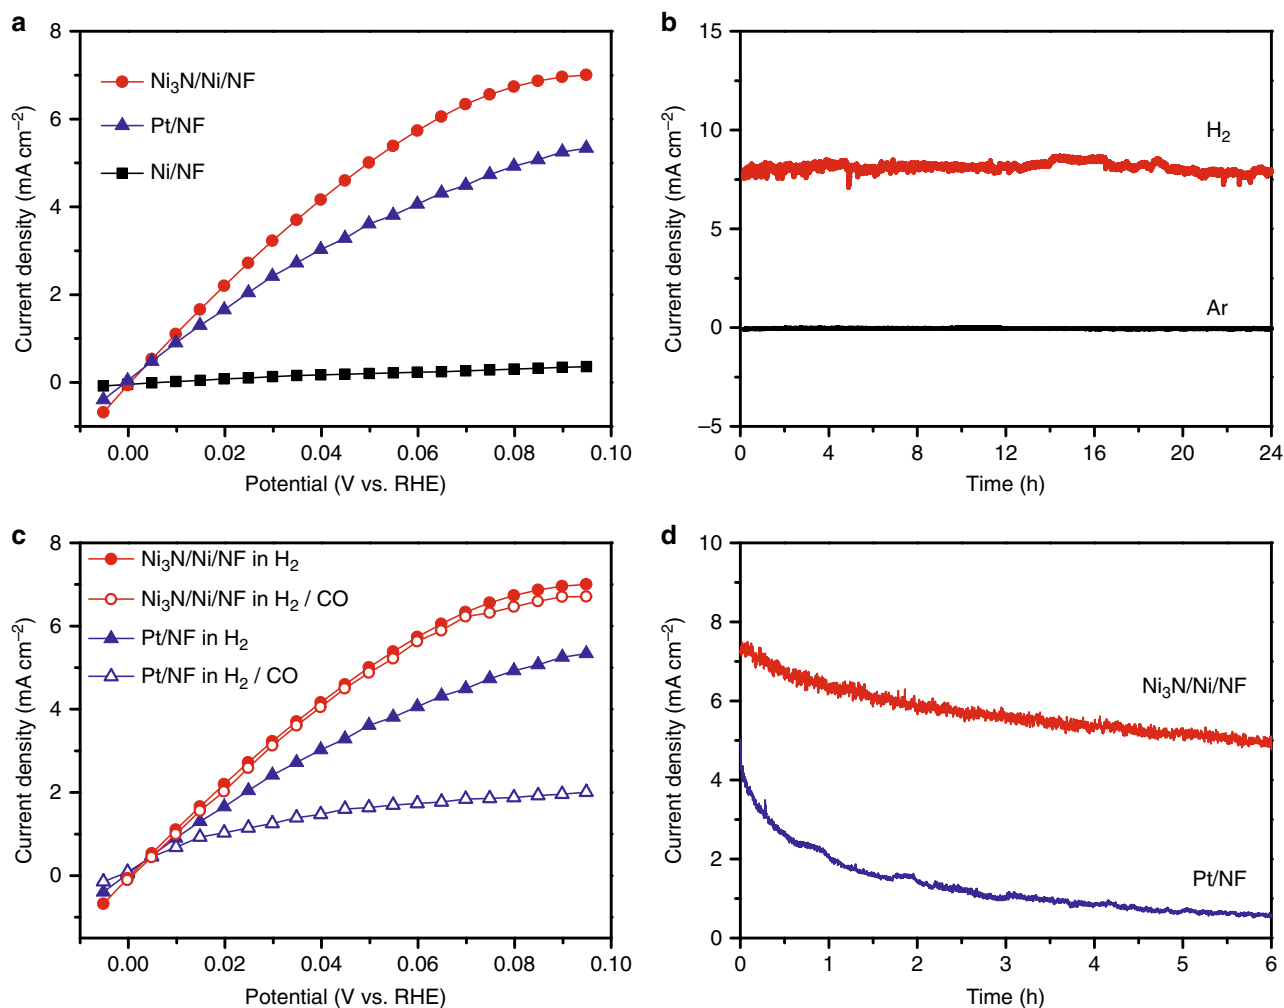 a
8
6
4
2
0
Current density (mA cm⁻²)
Ni₃N/Ni/NF
Pt/NF
Ni/NF
0.00 0.02 0.04 0.06 0.08 0.10
Potential (V vs. RHE)
b
15
10
5
0
–5
Current density (mA cm⁻²)
H₂
Ar
0 4 8 12 16 20 24
Time (h)
c
8
6
4
2
0
Current density (mA cm⁻²)
Ni₃N/Ni/NF in H₂
Ni₃N/Ni/NF in H₂ / CO
Pt/NF in H₂
Pt/NF in H₂ / CO
0.00 0.02 0.04 0.06 0.08 0.10
Potential (V vs. RHE)
d
10
8
6
4
2
0
Current density (mA cm⁻²)
Ni₃N/Ni/NF
Pt/NF
0 1 2 3 4 5 6
Time (h)